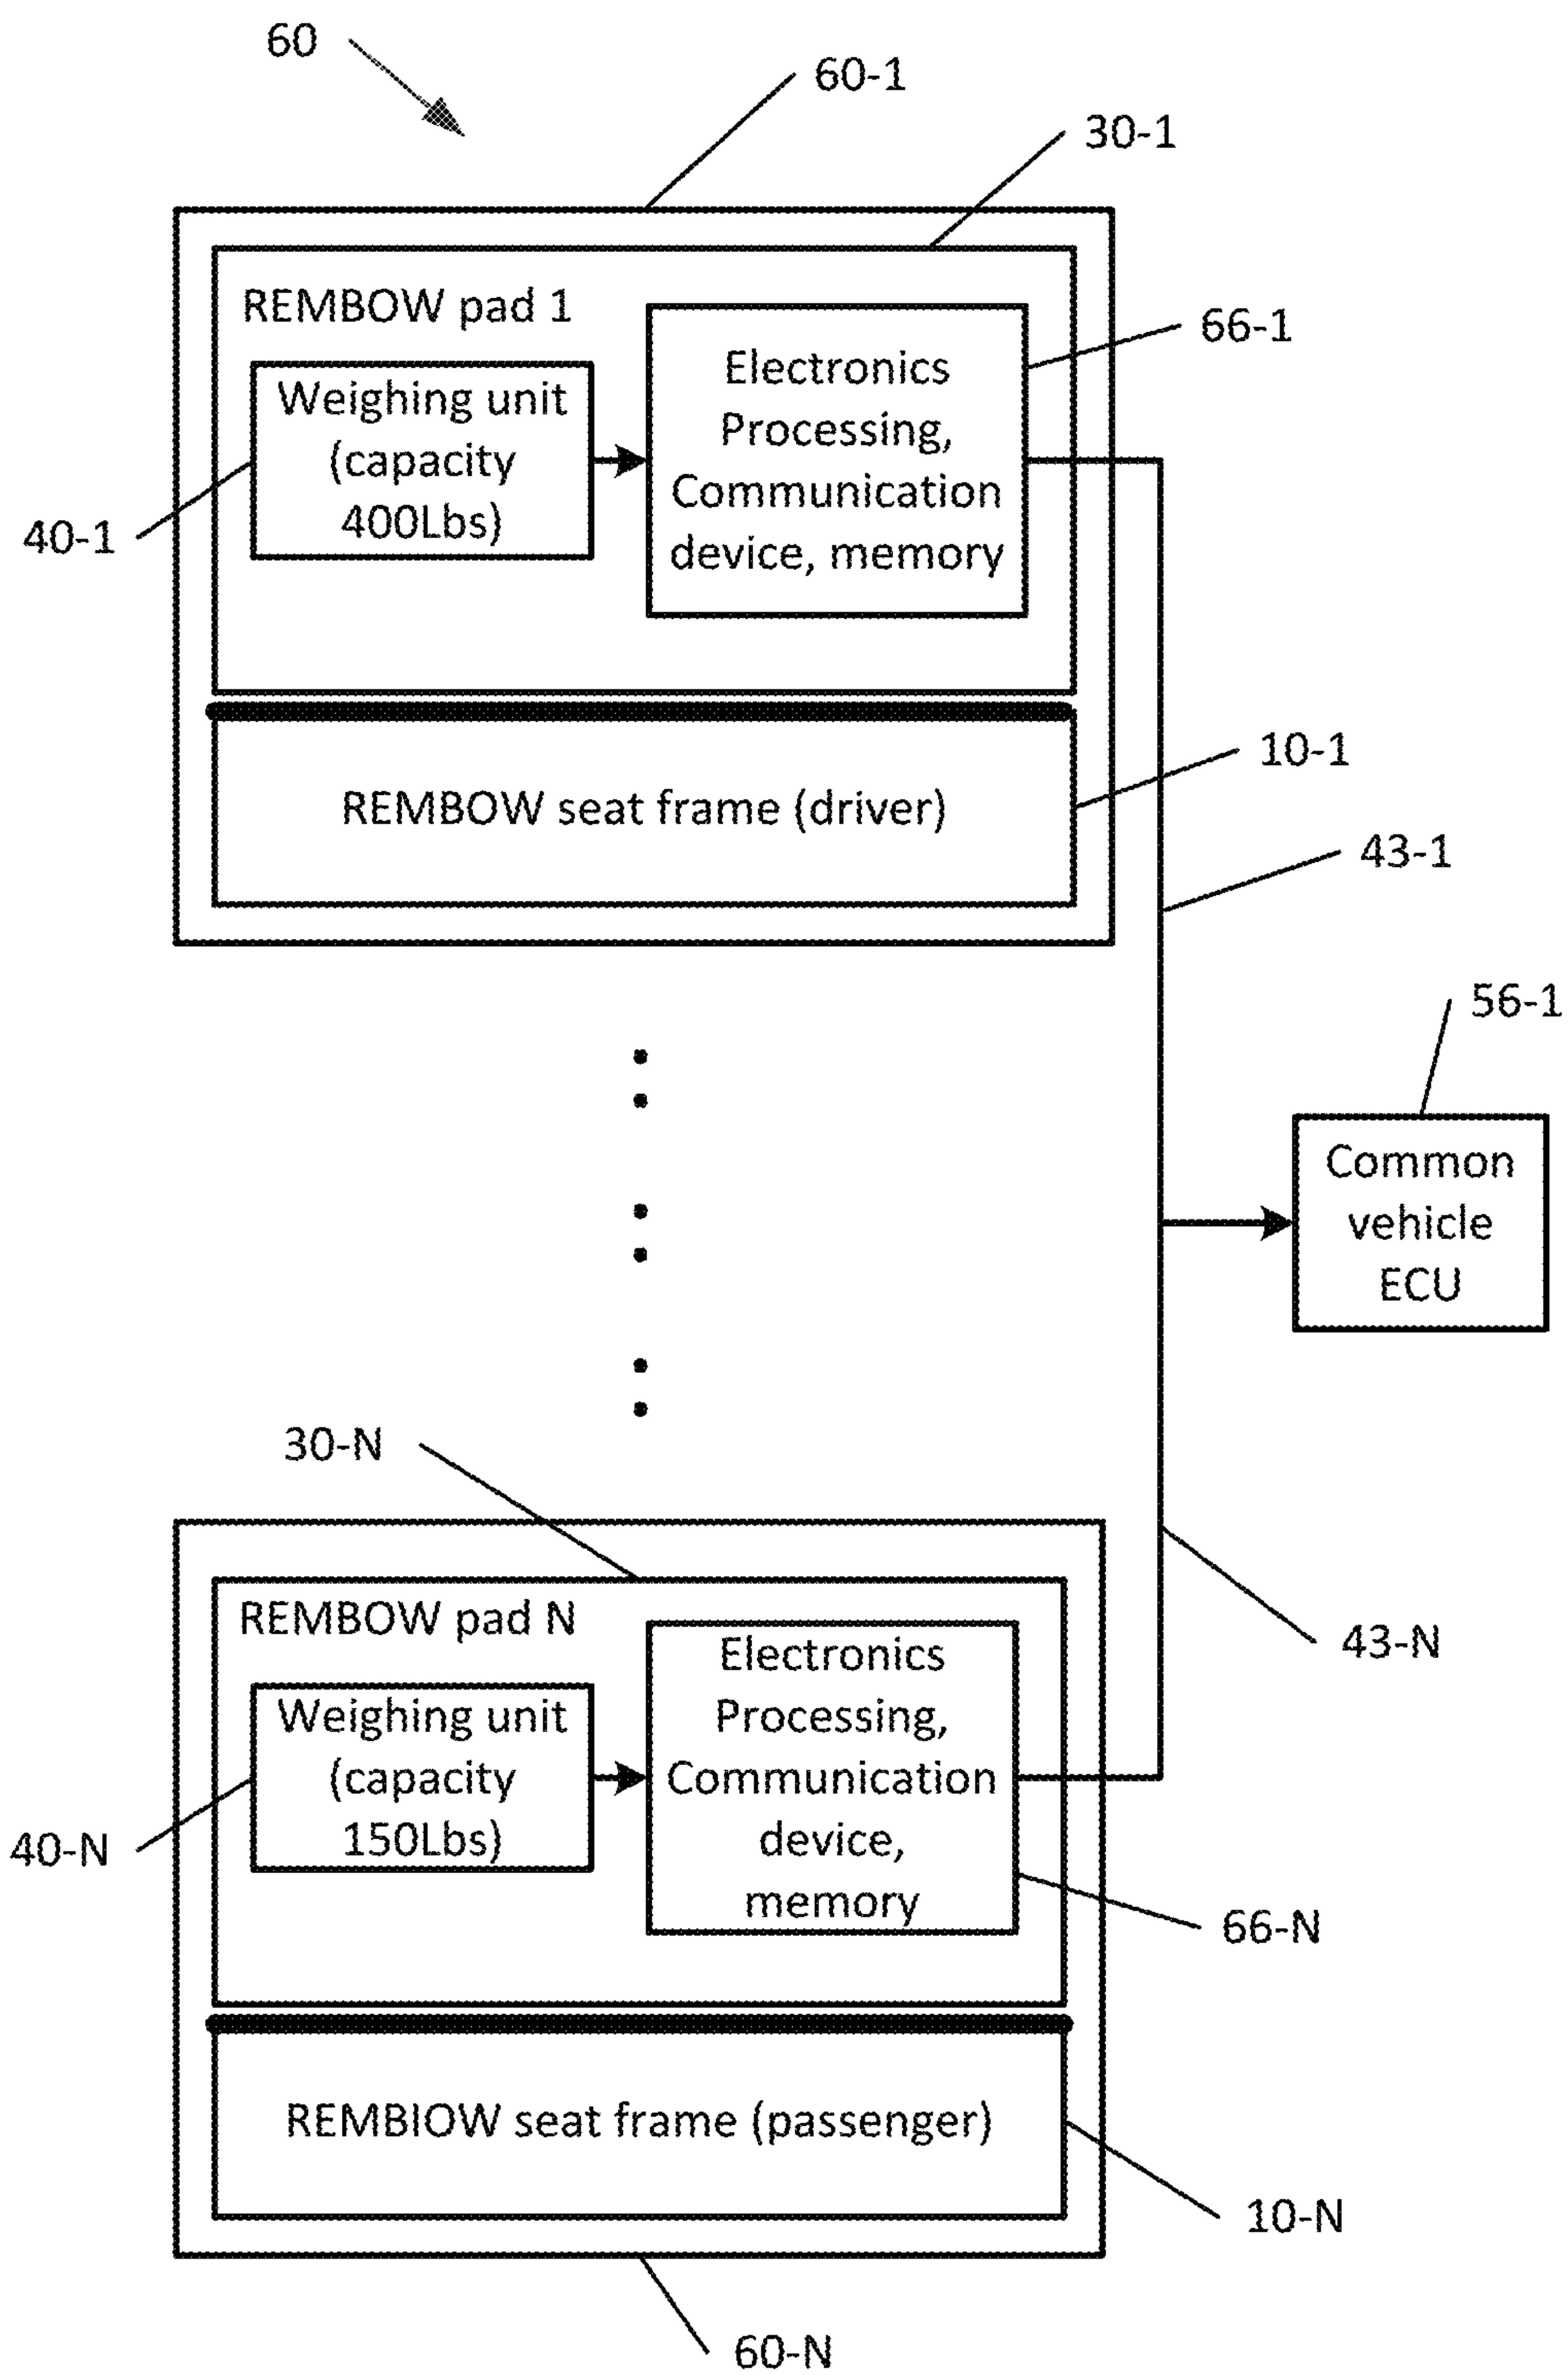 60
60-1
30-1
REMBOW pad 1
66-1
Electronics
Processing,
Communication
device, memory
Weighing unit
(capacity
400Lbs)
40-1
10-1
REMBOW seat frame (driver)
43-1
56-1
Common
vehicle
ECU
30-N
REMBOW pad N
Electronics
Processing,
Communication
device,
memory
Weighing unit
(capacity
150Lbs)
43-N
40-N
66-N
REMBIOW seat frame (passenger)
10-N
60-N